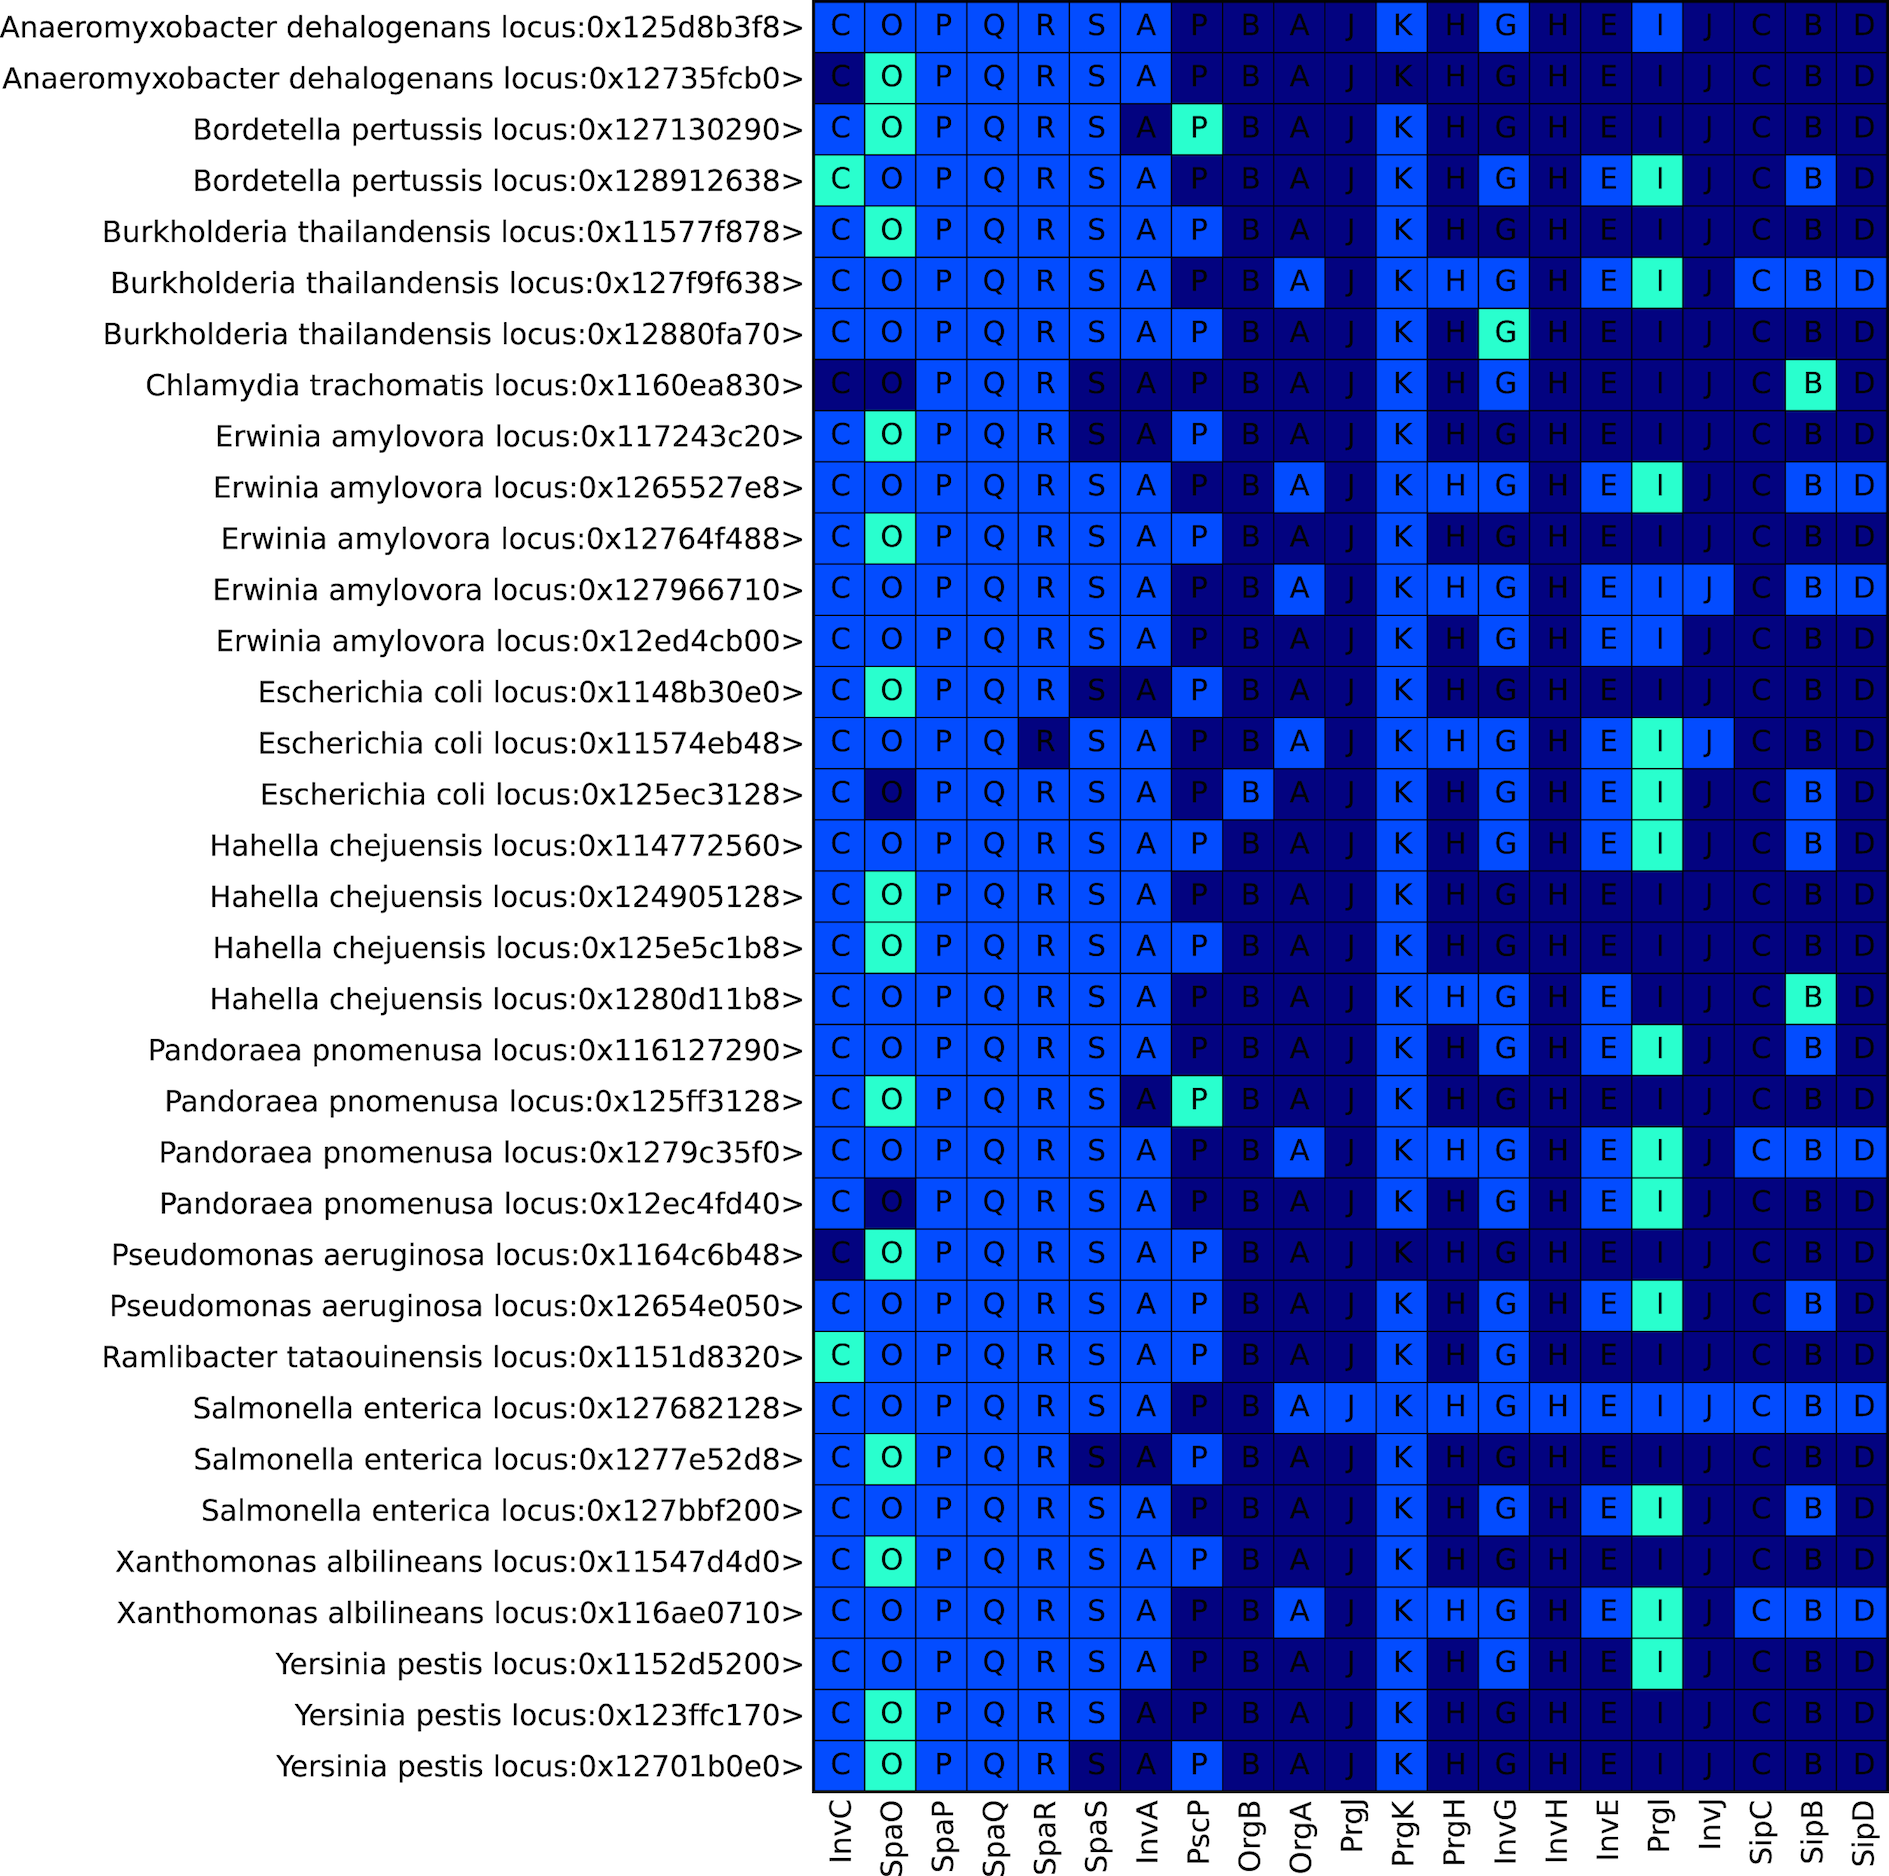 Anaeromyxobacter dehalogenans locus:0x125d8b3f8> C O P Q R S A P B A J K H G H E I J C B D
Anaeromyxobacter dehalogenans locus:0x12735fcb0> C O P Q R S A P B A J K H G H E I J C B D
Bordetella pertussis locus:0x127130290> C O P Q R S A P B A J K H G H E I J C B D
Bordetella pertussis locus:0x128912638> C O P Q R S A P B A J K H G H E I J C B D
Burkholderia thailandensis locus:0x11577f878> C O P Q R S A P B A J K H G H E I J C B D
Burkholderia thailandensis locus:0x127f9f638> C O P Q R S A P B A J K H G H E I J C B D
Burkholderia thailandensis locus:0x12880fa70> C O P Q R S A P B A J K H G H E I J C B D
Chlamydia trachomatis locus:0x1160ea830> C O P Q R S A P B A J K H G H E I J C B D
Erwinia amylovora locus:0x117243c20> C O P Q R S A P B A J K H G H E I J C B D
Erwinia amylovora locus:0x1265527e8> C O P Q R S A P B A J K H G H E I J C B D
Erwinia amylovora locus:0x12764f488> C O P Q R S A P B A J K H G H E I J C B D
Erwinia amylovora locus:0x127966710> C O P Q R S A P B A J K H G H E I J C B D
Erwinia amylovora locus:0x12ed4cb00> C O P Q R S A P B A J K H G H E I J C B D
Escherichia coli locus:0x1148b30e0> C O P Q R S A P B A J K H G H E I J C B D
Escherichia coli locus:0x11574eb48> C O P Q R S A P B A J K H G H E I J C B D
Escherichia coli locus:0x125ec3128> C O P Q R S A P B A J K H G H E I J C B D
Hahella chejuensis locus:0x114772560> C O P Q R S A P B A J K H G H E I J C B D
Hahella chejuensis locus:0x124905128> C O P Q R S A P B A J K H G H E I J C B D
Hahella chejuensis locus:0x125e5c1b8> C O P Q R S A P B A J K H G H E I J C B D
Hahella chejuensis locus:0x1280d11b8> C O P Q R S A P B A J K H G H E I J C B D
Pandoraea pnomenusa locus:0x116127290> C O P Q R S A P B A J K H G H E I J C B D
Pandoraea pnomenusa locus:0x125ff3128> C O P Q R S A P B A J K H G H E I J C B D
Pandoraea pnomenusa locus:0x1279c35f0> C O P Q R S A P B A J K H G H E I J C B D
Pandoraea pnomenusa locus:0x12ec4fd40> C O P Q R S A P B A J K H G H E I J C B D
Pseudomonas aeruginosa locus:0x1164c6b48> C O P Q R S A P B A J K H G H E I J C B D
Pseudomonas aeruginosa locus:0x12654e050> C O P Q R S A P B A J K H G H E I J C B D
Ramlibacter tataouinensis locus:0x1151d8320> C O P Q R S A P B A J K H G H E I J C B D
Salmonella enterica locus:0x127682128> C O P Q R S A P B A J K H G H E I J C B D
Salmonella enterica locus:0x1277e52d8> C O P Q R S A P B A J K H G H E I J C B D
Salmonella enterica locus:0x127bbf200> C O P Q R S A P B A J K H G H E I J C B D
Xanthomonas albilineans locus:0x11547d4d0> C O P Q R S A P B A J K H G H E I J C B D
Xanthomonas albilineans locus:0x116ae0710> C O P Q R S A P B A J K H G H E I J C B D
Yersinia pestis locus:0x1152d5200> C O P Q R S A P B A J K H G H E I J C B D
Yersinia pestis locus:0x123ffc170> C O P Q R S A P B A J K H G H E I J C B D
Yersinia pestis locus:0x12701b0e0> C O P Q R S A P B A J K H G H E I J C B D
InvC SpaO SpaP SpaQ SpaR SpaS InvA PscP OrgB OrgA PrgJ PrgK PrgH InvG InvH InvE PrgI InvJ SipC SipB SipD